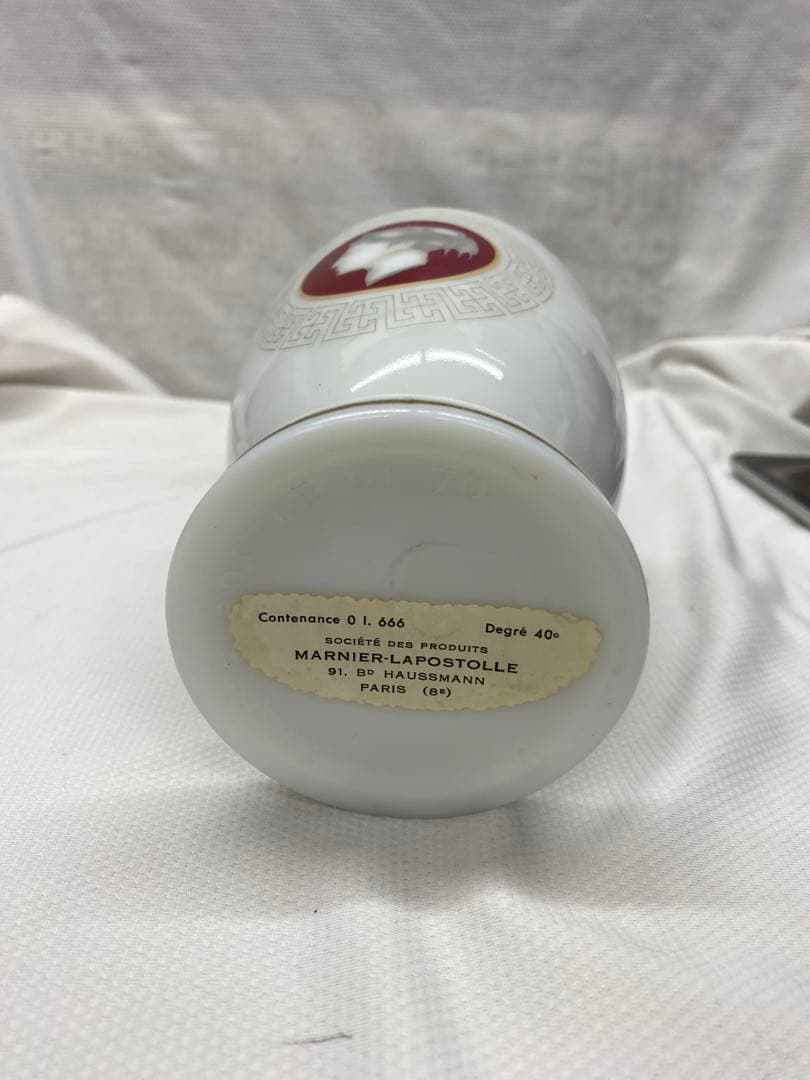 Contenance 0 l. 666 Degré 40°
SOCIÉTÉ DES PRODUITS
MARNIER-LAPOSTOLLE
91. Bᴰ HAUSSMANN
PARIS (8ᴱ)